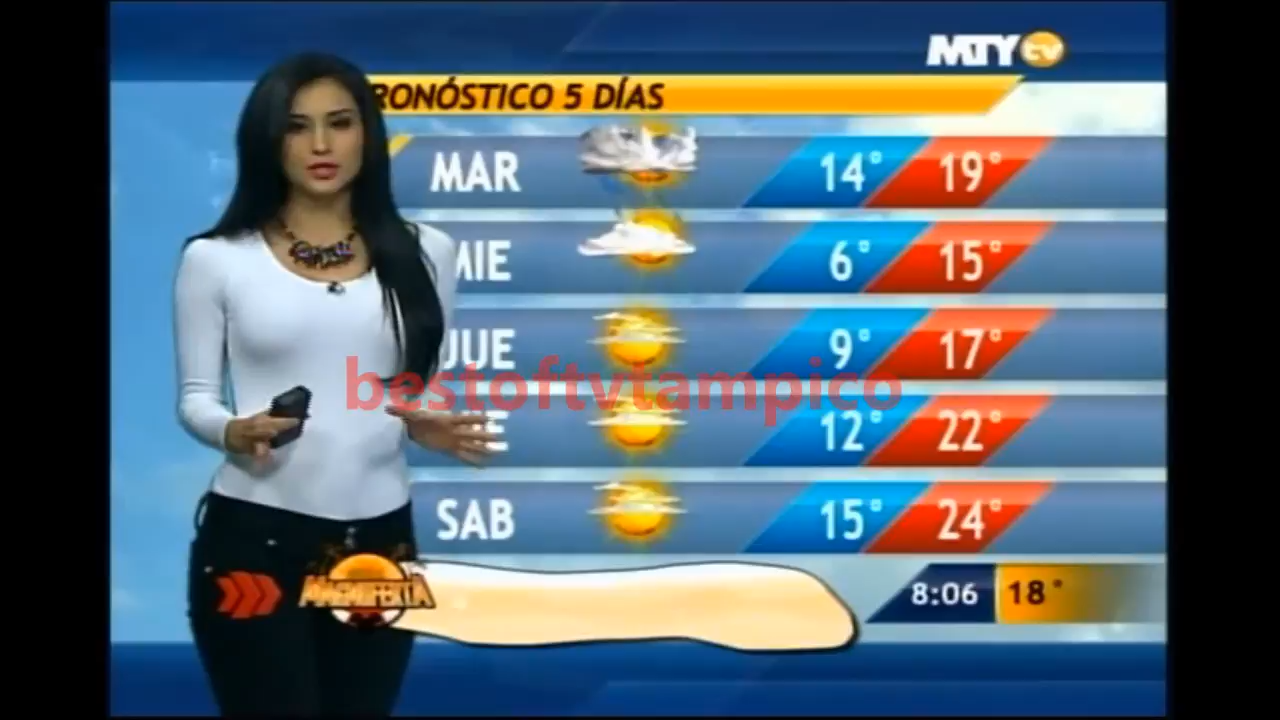 MTY tv
RONÓSTICO 5 DÍAS
MAR 14° 19°
MIE 6° 15°
JUE 9° 17°
bestoftvtampico
12° 22°
SAB 15° 24°
8:06 18°